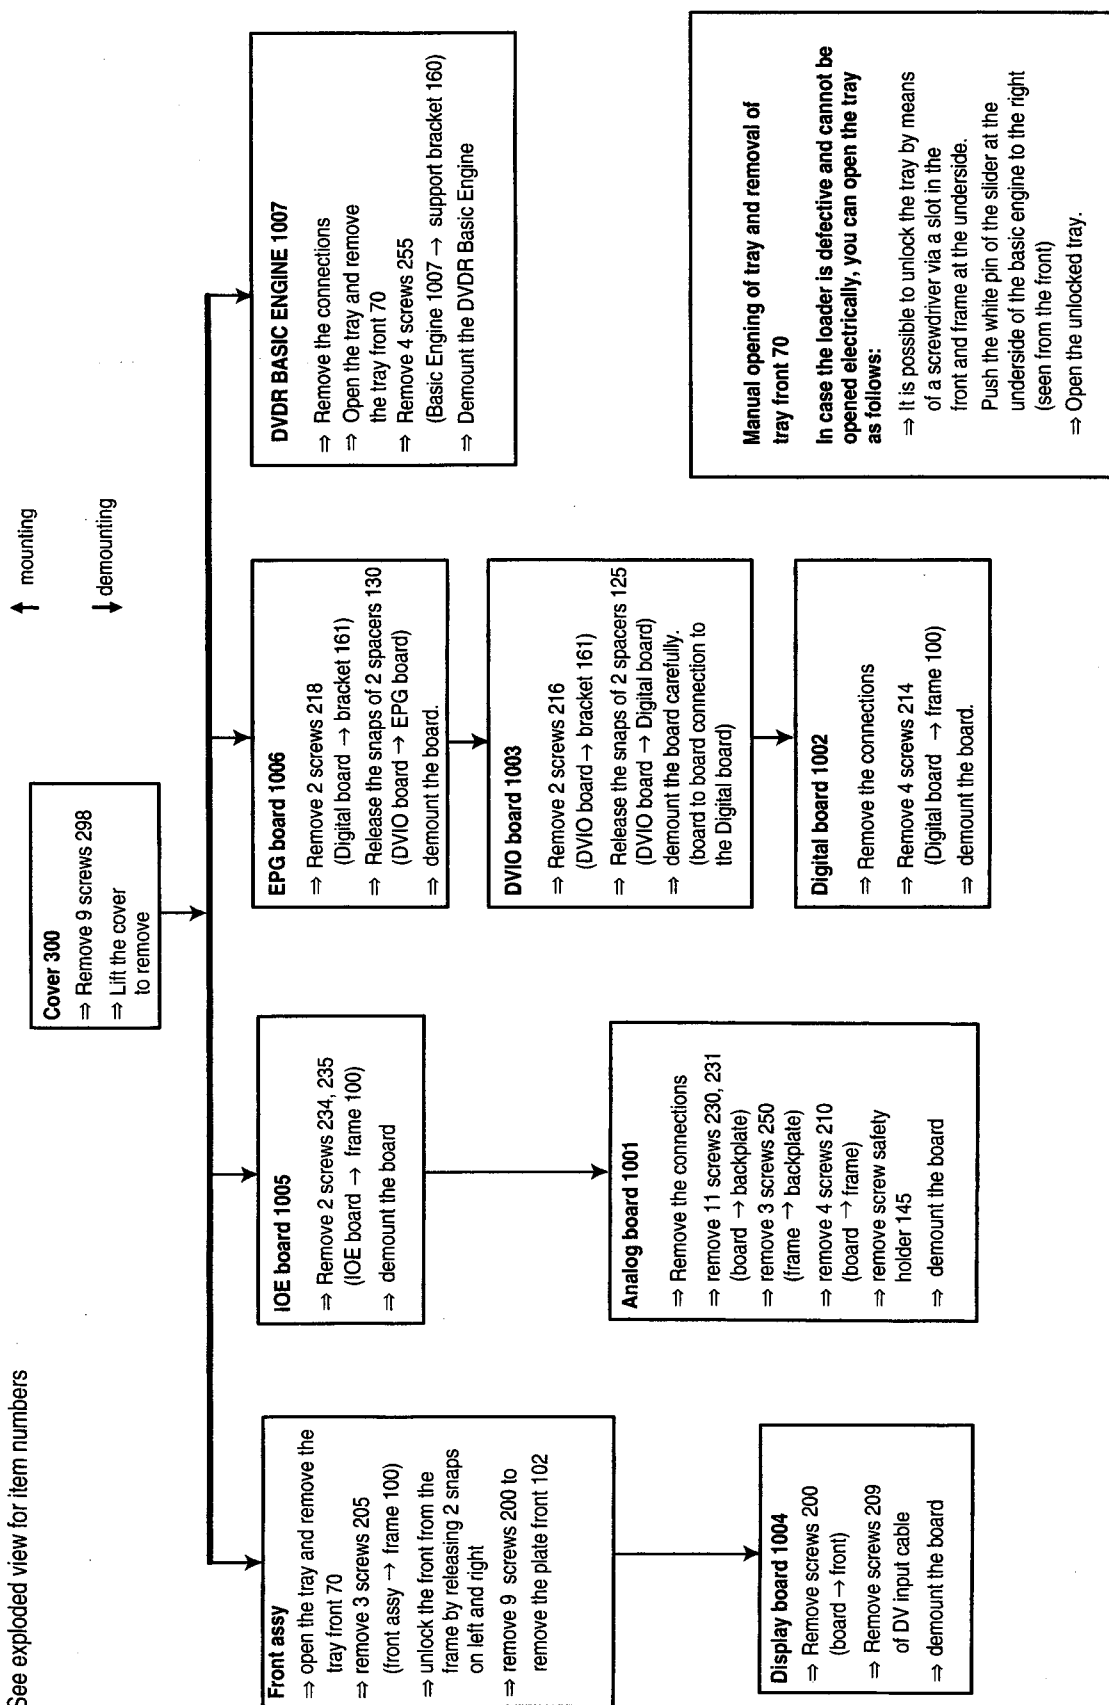 See exploded view for item numbers
mounting
demounting
Cover 300
⇒ Remove 9 screws 298
⇒ Lift the cover
to remove
Front assy
⇒ open the tray and remove the
tray front 70
⇒ remove 3 screws 205
(front assy → frame 100)
⇒ unlock the front from the
frame by releasing 2 snaps
on left and right
⇒ remove 9 screws 200 to
remove the plate front 102
Display board 1004
⇒ Remove screws 200
(board → front)
⇒ Remove screws 209
of DV input cable
⇒ demount the board
IOE board 1005
⇒ Remove 2 screws 234, 235
(IOE board → frame 100)
⇒ demount the board
Analog board 1001
⇒ Remove the connections
⇒ remove 11 screws 230, 231
(board → backplate)
⇒ remove 3 screws 250
(frame → backplate)
⇒ remove 4 screws 210
(board → frame)
⇒ remove screw safety
holder 145
⇒ demount the board
EPG board 1006
⇒ Remove 2 screws 218
(Digital board → bracket 161)
⇒ Release the snaps of 2 spacers 130
(DVIO board → EPG board)
⇒ demount the board.
DVIO board 1003
⇒ Remove 2 screws 216
(DVIO board → bracket 161)
⇒ Release the snaps of 2 spacers 125
(DVIO board → Digital board)
⇒ demount the board carefully.
(board to board connection to
the Digital board)
Digital board 1002
⇒ Remove the connections
⇒ Remove 4 screws 214
(Digital board → frame 100)
⇒ demount the board.
DVDR BASIC ENGINE 1007
⇒ Remove the connections
⇒ Open the tray and remove
the tray front 70
⇒ Remove 4 screws 255
(Basic Engine 1007 → support bracket 160)
⇒ Demount the DVDR Basic Engine
Manual opening of tray and removal of
tray front 70
In case the loader is defective and cannot be
opened electrically, you can open the tray
as follows:
⇒ It is possible to unlock the tray by means
of a screwdriver via a slot in the
front and frame at the underside.
Push the white pin of the slider at the
underside of the basic engine to the right
(seen from the front)
⇒ Open the unlocked tray.